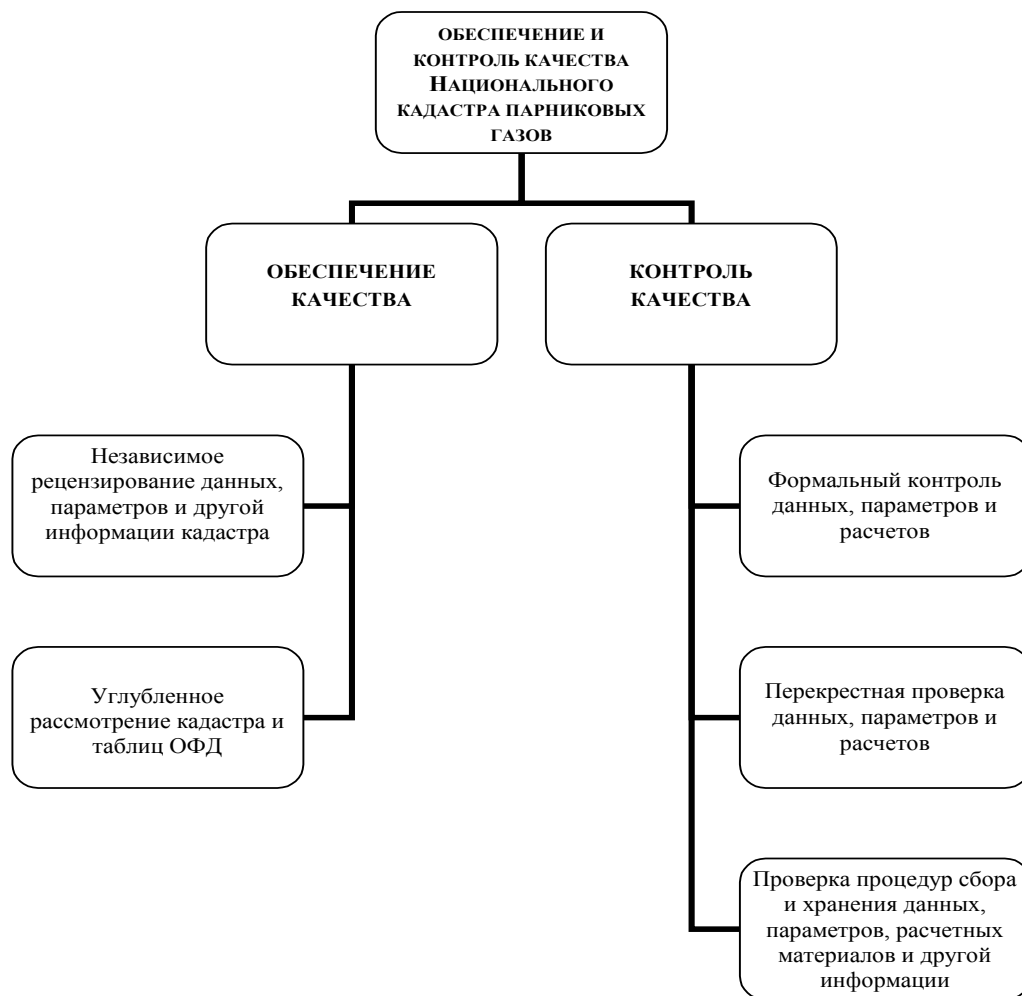 ОБЕСПЕЧЕНИЕ И
КОНТРОЛЬ КАЧЕСТВА
НАЦИОНАЛЬНОГО
КАДАСТРА ПАРНИКОВЫХ
ГАЗОВ
ОБЕСПЕЧЕНИЕ
КАЧЕСТВА
КОНТРОЛЬ
КАЧЕСТВА
Независимое
рецензирование данных,
параметров и другой
информации кадастра
Углубленное
рассмотрение кадастра и
таблиц ОФД
Формальный контроль
данных, параметров и
расчетов
Перекрестная проверка
данных, параметров и
расчетов
Проверка процедур сбора
и хранения данных,
параметров, расчетных
материалов и другой
информации